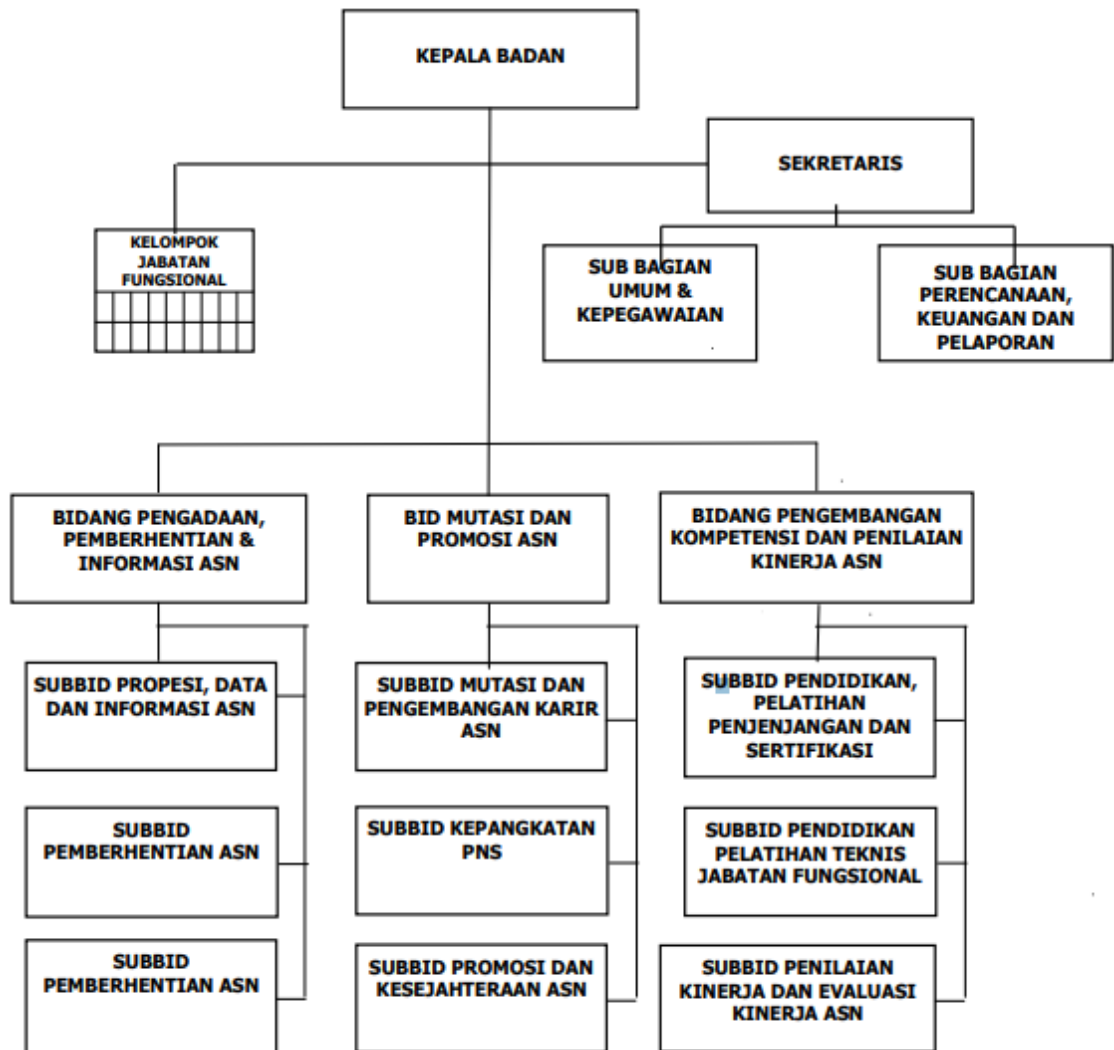 KEPALA BADAN
SEKRETARIS
KELOMPOK
JABATAN
FUNGSIONAL
SUB BAGIAN
UMUM &
KEPEGAWAIAN
SUB BAGIAN
PERENCANAAN,
KEUANGAN DAN
PELAPORAN
BIDANG PENGADAAN,
PEMBERHENTIAN &
INFORMASI ASN
BID MUTASI DAN
PROMOSI ASN
BIDANG PENGEMBANGAN
KOMPETENSI DAN PENILAIAN
KINERJA ASN
SUBBID PROPESI, DATA
DAN INFORMASI ASN
SUBBID MUTASI DAN
PENGEMBANGAN KARIR
ASN
SUBBID PENDIDIKAN,
PELATIHAN
PENJENJANGAN DAN
SERTIFIKASI
SUBBID
PEMBERHENTIAN ASN
SUBBID KEPANGKATAN
PNS
SUBBID PENDIDIKAN
PELATIHAN TEKNIS
JABATAN FUNGSIONAL
SUBBID
PEMBERHENTIAN ASN
SUBBID PROMOSI DAN
KESEJAHTERAAN ASN
SUBBID PENILAIAN
KINERJA DAN EVALUASI
KINERJA ASN